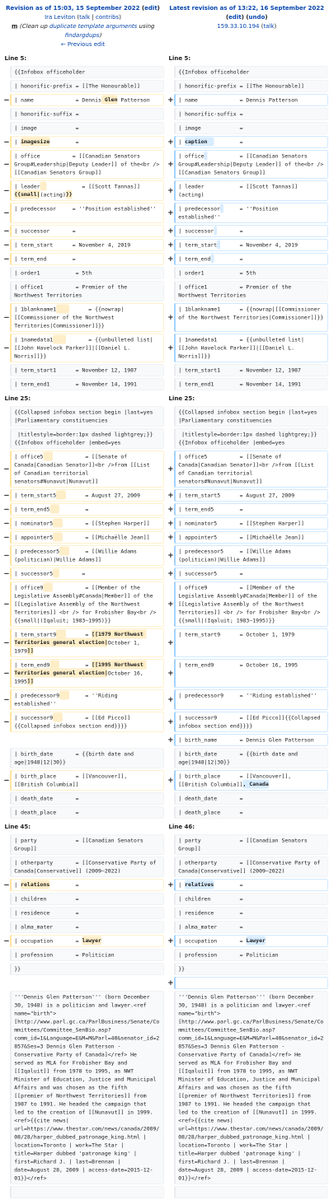 Revision as of 15:03, 15 September 2022 (edit)
Ira Leviton (talk | contribs)
m (Clean up duplicate template arguments using
findargdups)
← Previous edit
Latest revision as of 13:22, 16 September 2022
(edit) (undo)
159.33.10.194 (talk)
Line 5:
Line 5:
{{Infobox officeholder
{{Infobox officeholder
| honorific-prefix = [[The Honourable]]
| honorific-prefix = [[The Honourable]]
− | name = Dennis Glen Patterson
+ | name = Dennis Patterson
| honorific-suffix =
| honorific-suffix =
| image =
| image =
− | imagesize =
+ | caption =
− | office = [[Canadian Senators
Group#Leadership|Deputy Leader]] of the<br />
[[Canadian Senators Group]]
+ | office = [[Canadian Senators
Group#Leadership|Deputy Leader]] of the<br />
[[Canadian Senators Group]]
− | leader = [[Scott Tannas]]
{{small|(acting)}}
+ | leader = [[Scott Tannas]]
(acting)
− | predecessor = ''Position established''
+ | predecessor = ''Position
established''
− | successor =
+ | successor =
− | term_start = November 4, 2019
+ | term_start = November 4, 2019
− | term_end =
+ | term_end =
| order1 = 5th
| order1 = 5th
| office1 = Premier of the
Northwest Territories
| office1 = Premier of the
Northwest Territories
− | 1blankname1 = {{nowrap|
[[Commissioner of the Northwest
Territories|Commissioner]]}}
+ | 1blankname1 = {{nowrap|[[Commissioner
of the Northwest Territories|Commissioner]]}}
− | 1namedata1 = {{unbulleted list|
[[John Havelock Parker]]|[[Daniel L.
Norris]]}}
+ | 1namedata1 = {{unbulleted list|
[[John Havelock Parker]]|[[Daniel L.
Norris]]}}
| term_start1 = November 12, 1987
| term_start1 = November 12, 1987
| term_end1 = November 14, 1991
| term_end1 = November 14, 1991
Line 25:
Line 25:
{{Collapsed infobox section begin |last=yes
|Parliamentary constituencies
{{Collapsed infobox section begin |last=yes
|Parliamentary constituencies
|titlestyle=border:1px dashed lightgrey;}}
{{Infobox officeholder |embed=yes
|titlestyle=border:1px dashed lightgrey;}}
{{Infobox officeholder |embed=yes
− | office5 = [[Senate of
Canada|Canadian Senator]]<br />from [[List
of Canadian territorial
senators#Nunavut|Nunavut]]
+ | office5 = [[Senate of
Canada|Canadian Senator]]<br />from [[List of
Canadian territorial
senators#Nunavut|Nunavut]]
− | term_start5 = August 27, 2009
+ | term_start5 = August 27, 2009
− | term_end5 =
+ | term_end5 =
− | nominator5 = [[Stephen Harper]]
+ | nominator5 = [[Stephen Harper]]
− | appointer5 = [[Michaëlle Jean]]
+ | appointer5 = [[Michaëlle Jean]]
− | predecessor5 = [[Willie Adams
(politician)|Willie Adams]]
+ | predecessor5 = [[Willie Adams
(politician)|Willie Adams]]
− | successor5 =
+ | successor5 =
− | office9 = [[Member of the
Legislative Assembly#Canada|Member]] of the
[[Legislative Assembly of the Northwest
Territories]] <br /> for Frobisher Bay<br />
{{small|(Iqaluit; 1983–1995)}}
+ | office9 = [[Member of the
Legislative Assembly#Canada|Member]] of the
[[Legislative Assembly of the Northwest
Territories]] <br /> for Frobisher Bay<br />
{{small|(Iqaluit; 1983–1995)}}
− | term_start9 = [[1979 Northwest
Territories general election|October 1,
1979]]
+ | term_start9 = October 1, 1979
− | term_end9 = [[1995 Northwest
Territories general election|October 16,
1995]]
+ | term_end9 = October 16, 1995
− | predecessor9 = ''Riding
established''
+ | predecessor9 = ''Riding established''
− | successor9 = [[Ed Picco]]{{Collapsed
infobox section end}}}}
+ | successor9 = [[Ed Picco]]{{Collapsed
infobox section end}}}}
+ | birth_name = Dennis Glen Patterson
| birth_date = {{birth date and
age|1948|12|30}}
| birth_date = {{birth date and
age|1948|12|30}}
− | birth_place = [[Vancouver]],
[[British Columbia]]
+ | birth_place = [[Vancouver]],
[[British Columbia]], Canada
| death_date =
| death_date =
| death_place =
| death_place =
Line 45:
Line 46:
| party = [[Canadian Senators
Group]]
| party = [[Canadian Senators
Group]]
| otherparty = [[Conservative Party of
Canada|Conservative]] (2009–2022)
| otherparty = [[Conservative Party of
Canada|Conservative]] (2009–2022)
− | relations =
+ | relatives =
| children =
| children =
| residence =
| residence =
| alma_mater =
| alma_mater =
− | occupation = lawyer
+ | occupation = Lawyer
| profession = Politician
| profession = Politician
}}
}}
+
'''Dennis Glen Patterson''' (born December
30, 1948) is a politician and lawyer.<ref
name="birth">
[http://www.parl.gc.ca/ParlBusiness/Senate/Co
mmittees/Committee_SenBio.asp?
comm_id=1&Language=E&M=M&Parl=40&senator_id=2
857&Ses=3 Dennis Glen Patterson -
Conservative Party of Canada]</ref> He
served as MLA for Frobisher Bay and
[[Iqaluit]] from 1978 to 1995, as NWT
Minister of Education, Justice and Municipal
Affairs and was chosen as the fifth
[[premier of Northwest Territories]] from
1987 to 1991. He headed the campaign that
led to the creation of [[Nunavut]] in 1999.
<ref>{{cite news|
url=https://www.thestar.com/news/canada/2009/
08/28/harper_dubbed_patronage_king.html |
location=Toronto | work=The Star |
title=Harper dubbed 'patronage king' |
first=Richard J. | last=Brennan |
date=August 28, 2009 | access-date=2015-12-
01}}</ref>
'''Dennis Glen Patterson''' (born December
30, 1948) is a politician and lawyer.<ref
name="birth">
[http://www.parl.gc.ca/ParlBusiness/Senate/Co
mmittees/Committee_SenBio.asp?
comm_id=1&Language=E&M=M&Parl=40&senator_id=2
857&Ses=3 Dennis Glen Patterson -
Conservative Party of Canada]</ref> He served
as MLA for Frobisher Bay and
[[Iqaluit]] from 1978 to 1995, as NWT
Minister of Education, Justice and Municipal
Affairs and was chosen as the fifth
[[premier of Northwest Territories]] from
1987 to 1991. He headed the campaign that led
to the creation of [[Nunavut]] in 1999.
<ref>{{cite news|
url=https://www.thestar.com/news/canada/2009/
08/28/harper_dubbed_patronage_king.html |
location=Toronto | work=The Star |
title=Harper dubbed 'patronage king' |
first=Richard J. | last=Brennan |
date=August 28, 2009 | access-date=2015-12-
01}}</ref>